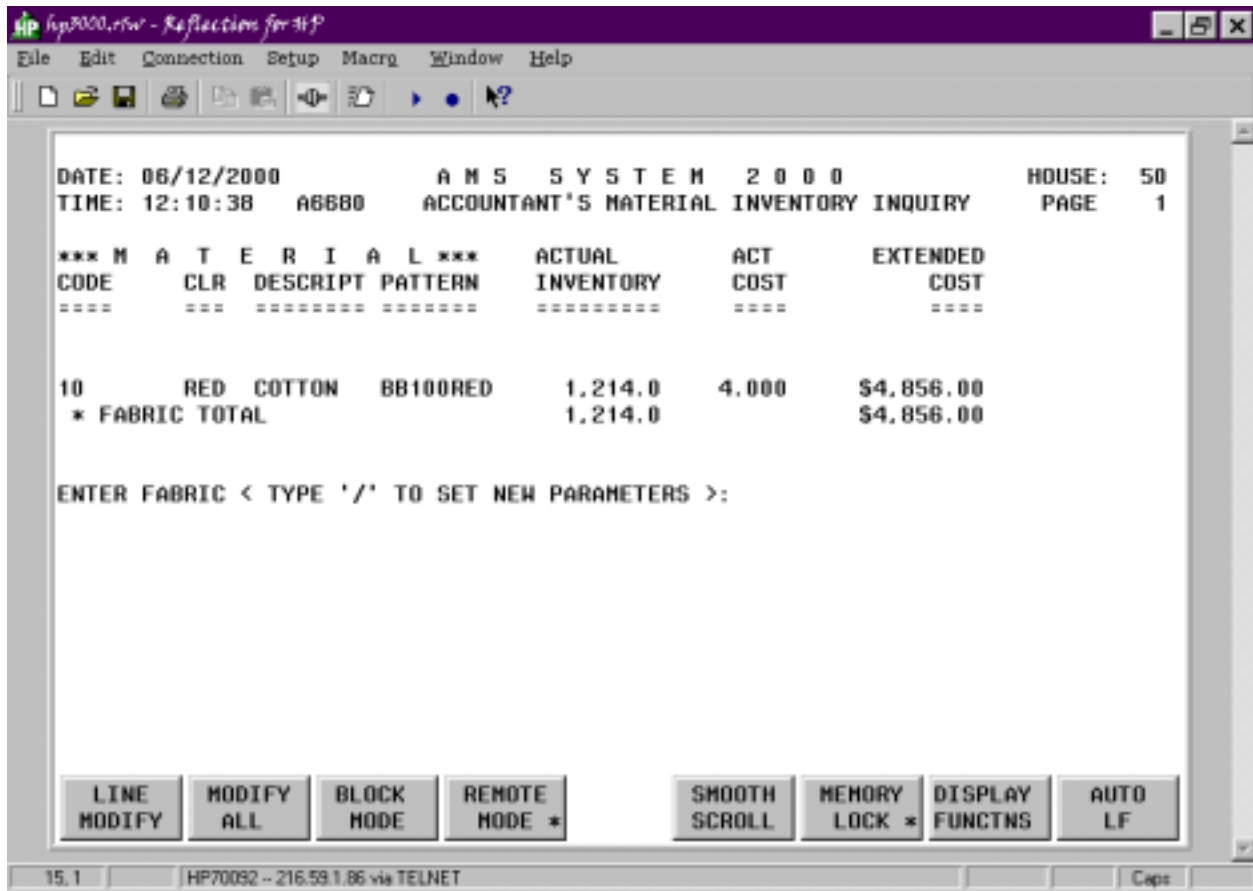 hp3000.rfw - Reflection for HP
File Edit Connection Setup Macro Window Help
DATE: 06/12/2000 A M S S Y S T E M 2 0 0 0 HOUSE: 50
TIME: 12:10:38 A6680 ACCOUNTANT'S MATERIAL INVENTORY INQUIRY PAGE 1
*** M A T E R I A L *** ACTUAL ACT EXTENDED
CODE CLR DESCRIPT PATTERN INVENTORY COST COST
==== === ======== ======= ========= ==== ====
10 RED COTTON BB100RED 1,214.0 4.000 $4,856.00
* FABRIC TOTAL 1,214.0 $4,856.00
ENTER FABRIC < TYPE '/' TO SET NEW PARAMETERS >:
LINE MODIFY BLOCK REMOTE SMOOTH MEMORY DISPLAY AUTO
MODIFY ALL MODE MODE * SCROLL LOCK * FUNCTNS LF
15, 1 HP70092 -- 216.59.1.86 via TELNET Caps